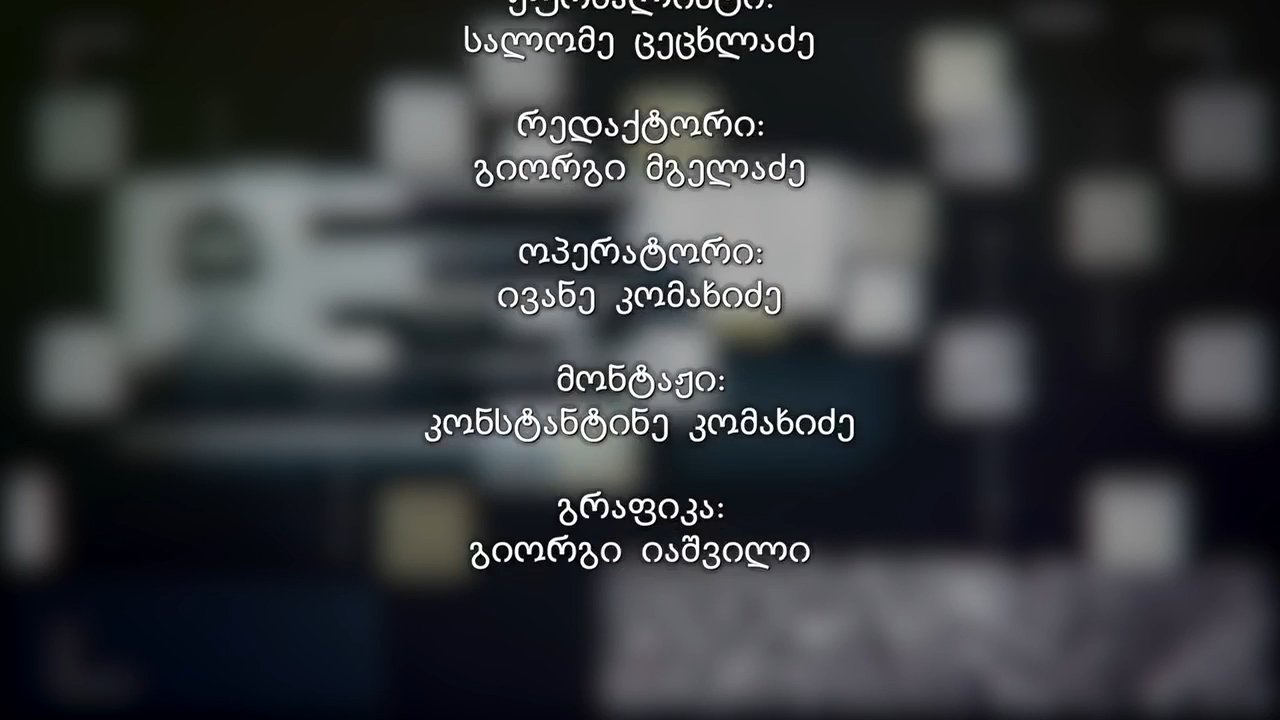 სალომე ცეცხლაძე
რედაქტორი:
გიორგი მგელაძე
ოპერატორი:
ივანე კომახიძე
მონტაჟი:
კონსტანტინე კომახიძე
გრაფიკა:
გიორგი იაშვილი